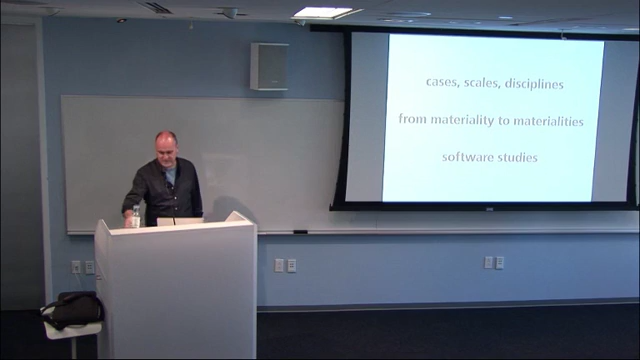 cases, scales, disciplines
from materiality to materialities
software studies